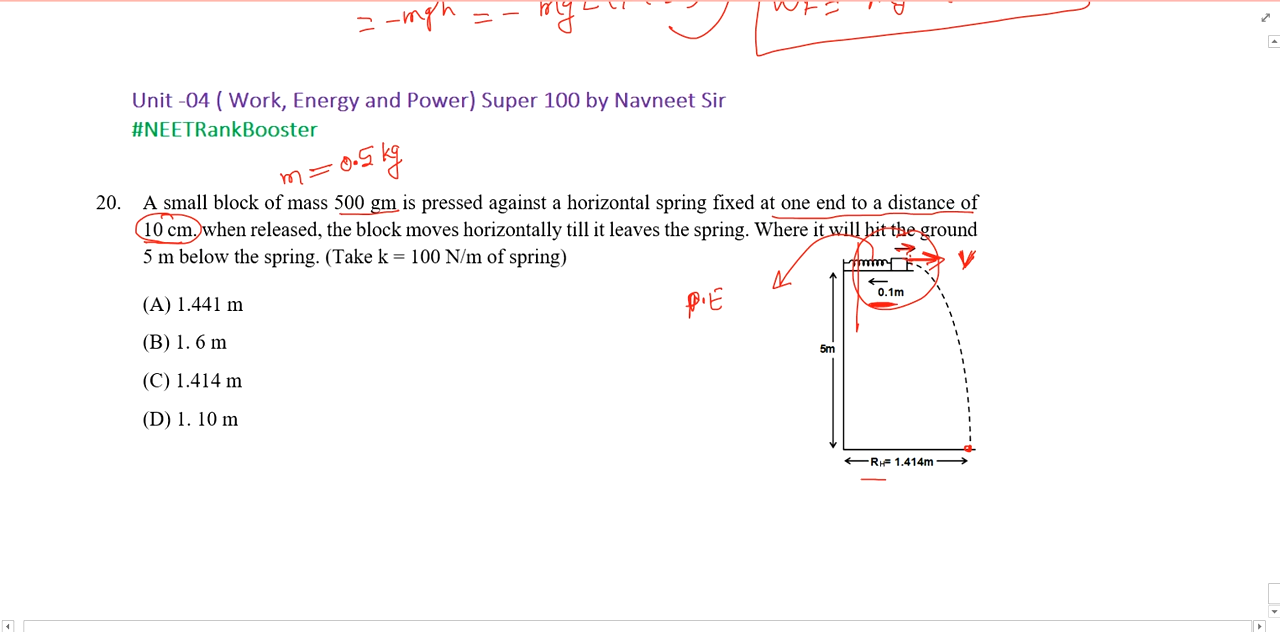 = -mgh = - mg
Unit -04 ( Work, Energy and Power) Super 100 by Navneet Sir
#NEETRankBooster
m = 0.5 kg
20. A small block of mass 500 gm is pressed against a horizontal spring fixed at one end to a distance of
10 cm. when released, the block moves horizontally till it leaves the spring. Where it will hit the ground
5 m below the spring. (Take k = 100 N/m of spring)
V
0.1m
P.E
(A) 1.441 m
(B) 1. 6 m
5m
(C) 1.414 m
(D) 1. 10 m
RH= 1.414m